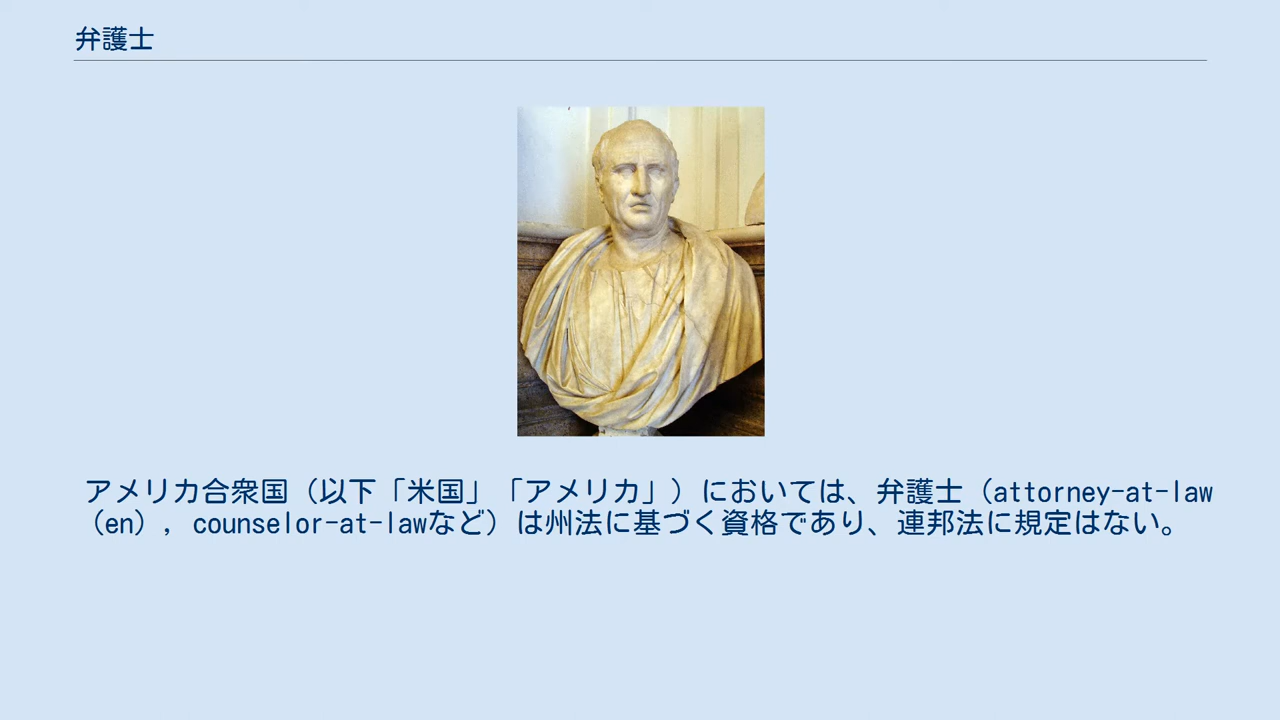 弁護士
アメリカ合衆国（以下「米国」「アメリカ」）においては、弁護士（attorney-at-law
（en）, counselor-at-lawなど）は州法に基づく資格であり、連邦法に規定はない。